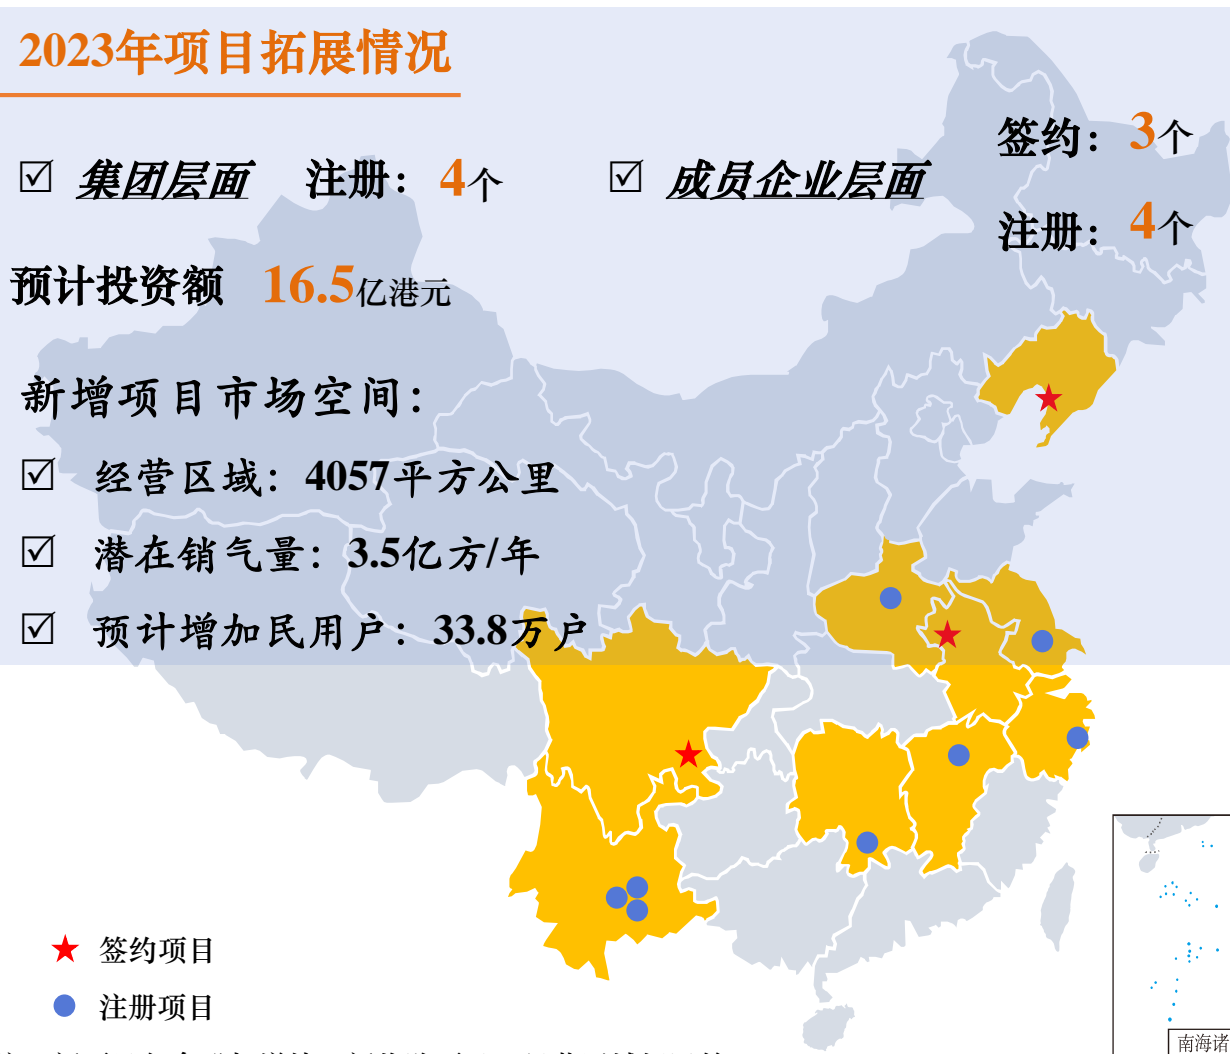 2023年项目拓展情况
☑ 集团层面 注册：4个
☑ 成员企业层面
签约：3个
注册：4个
预计投资额 16.5亿港元
新增项目市场空间：
☑ 经营区域：4057平方公里
☑ 潜在销气量：3.5亿方/年
☑ 预计增加民用户：33.8万户
★ 签约项目
● 注册项目
南海诸